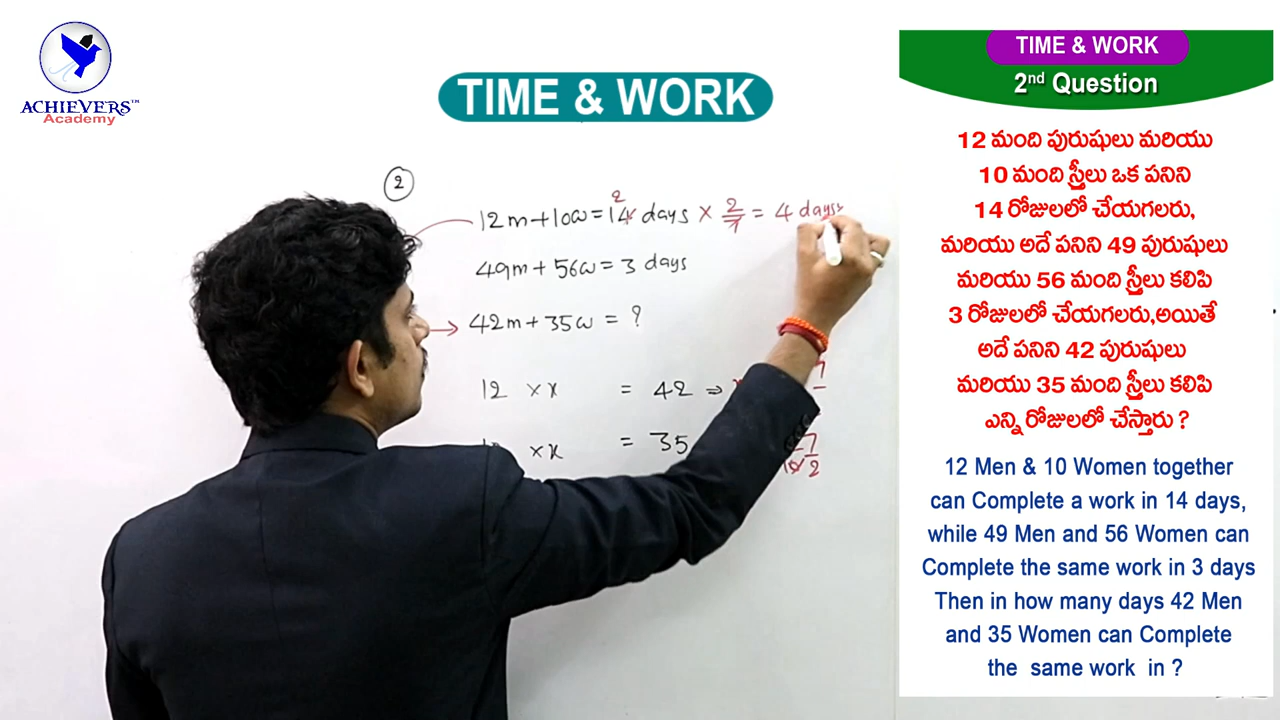 ACHIEVERS™
Academy
TIME & WORK
2
2
12m+10w=14 days × 2/7 = 4 days
49m+56w=3 days
42m+35w = ?
12 ×x = 42 ⇒
×x = 35
7
2
TIME & WORK
2nd Question
12 మంది పురుషులు మరియు
10 మంది స్త్రీలు ఒక పనిని
14 రోజులలో చేయగలరు,
మరియు అదే పనిని 49 పురుషులు
మరియు 56 మంది స్త్రీలు కలిపి
3 రోజులలో చేయగలరు,అయితే
అదే పనిని 42 పురుషులు
మరియు 35 మంది స్త్రీలు కలిపి
ఎన్ని రోజులలో చేస్తారు ?
12 Men & 10 Women together
can Complete a work in 14 days,
while 49 Men and 56 Women can
Complete the same work in 3 days
Then in how many days 42 Men
and 35 Women can Complete
the same work in ?